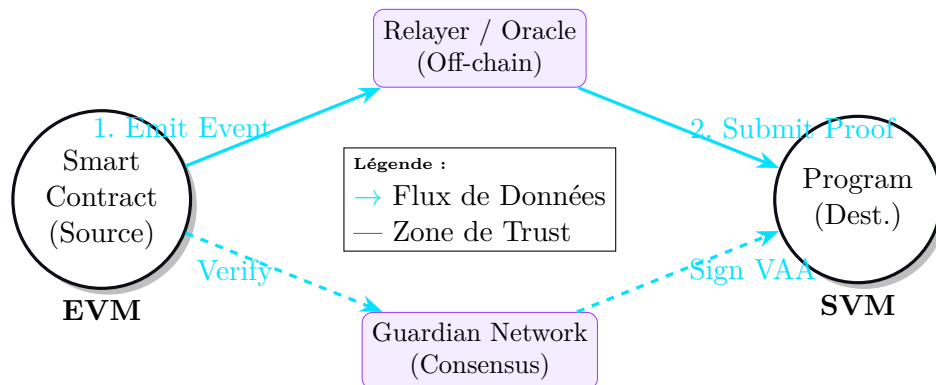 Relayer / Oracle
(Off-chain)
1. Emit Event
2. Submit Proof
Smart
Contract
(Source)
Légende :
→ Flux de Données
— Zone de Trust
Program
(Dest.)
Verify
Sign VAA
EVM
SVM
Guardian Network
(Consensus)